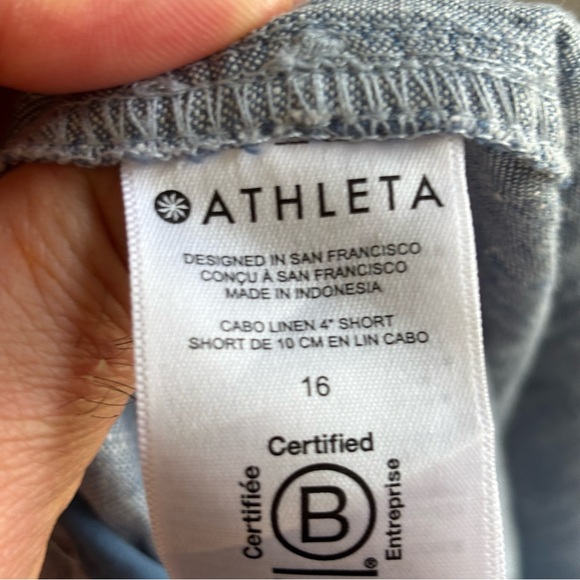 ATHLETA
DESIGNED IN SAN FRANCISCO
CONÇU À SAN FRANCISCO
MADE IN INDONESIA
CABO LINEN 4" SHORT
SHORT DE 10 CM EN LIN CABO
16
Certified
Certifiée
B
Entreprise
®